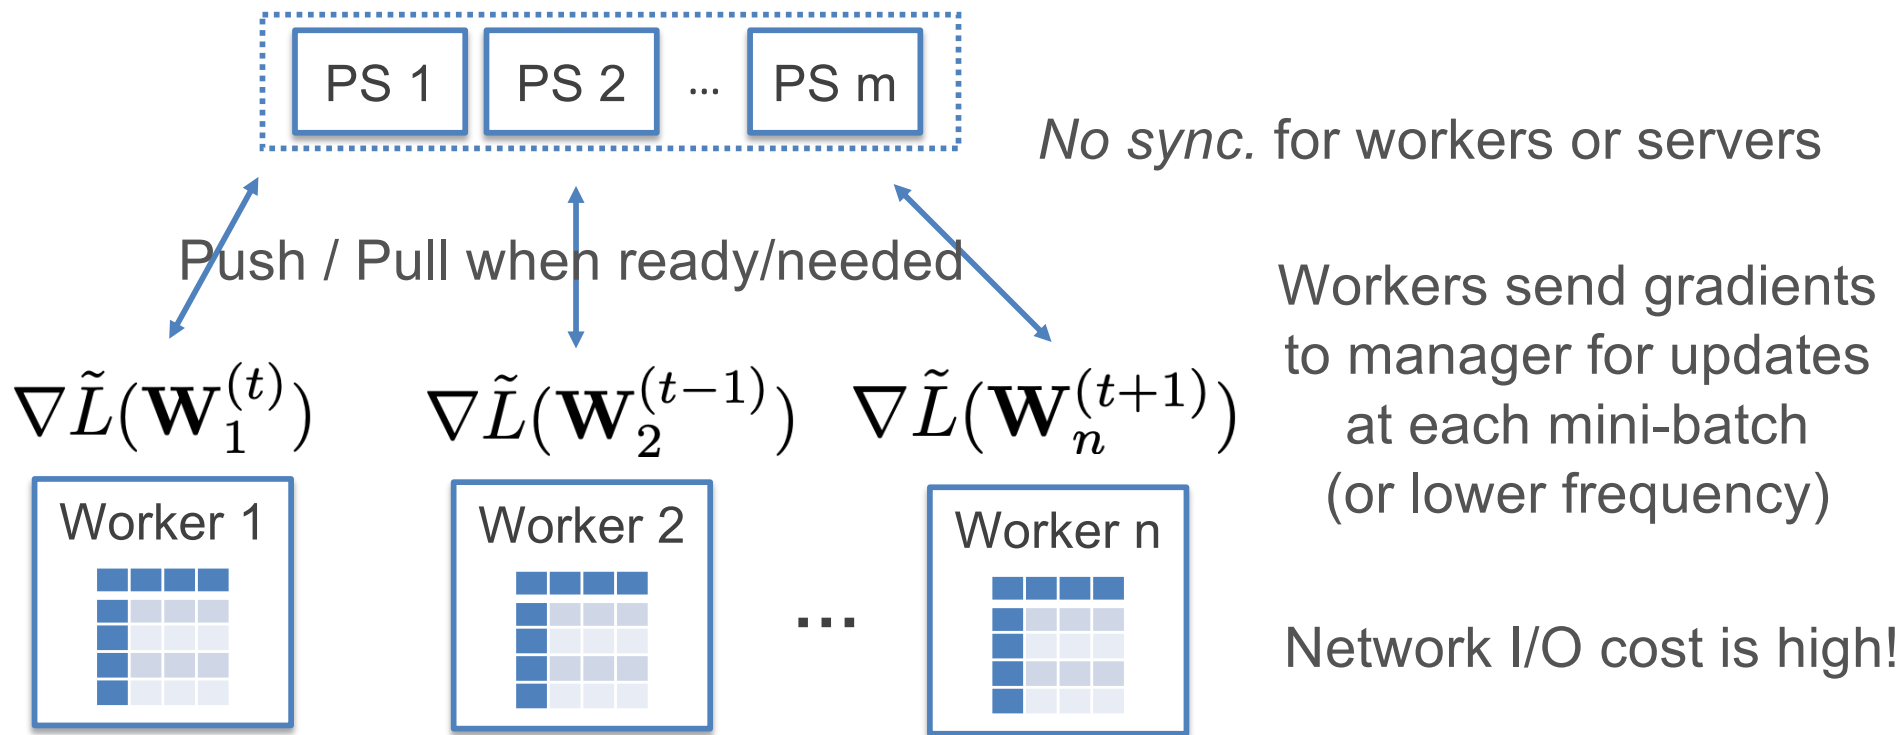 PS 1 PS 2 ... PS m
No sync. for workers or servers
Push / Pull when ready/needed
Workers send gradients
to manager for updates
at each mini-batch
(or lower frequency)
∇L̃(W₁⁽ᵗ⁾) ∇L̃(W₂⁽ᵗ⁻¹⁾) ∇L̃(Wₙ⁽ᵗ⁺¹⁾)
Worker 1 Worker 2 ... Worker n
Network I/O cost is high!